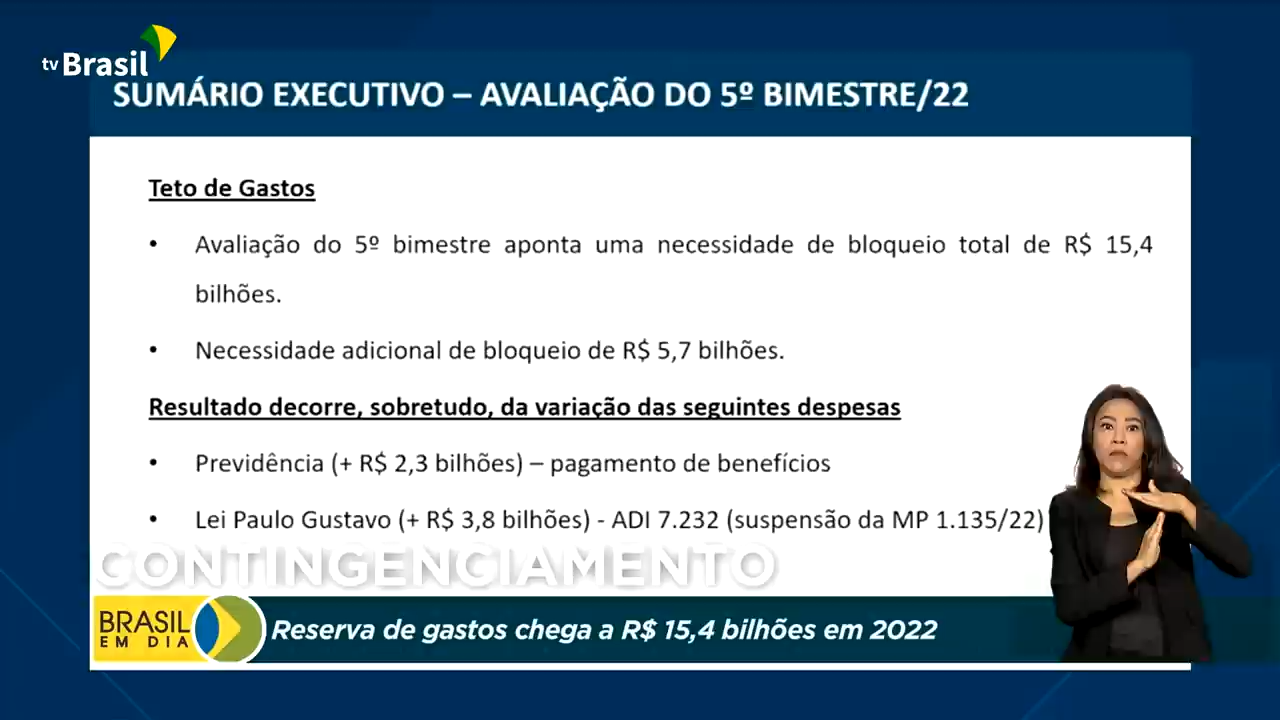 tv Brasil
SUMÁRIO EXECUTIVO – AVALIAÇÃO DO 5º BIMESTRE/22
Teto de Gastos
• Avaliação do 5º bimestre aponta uma necessidade de bloqueio total de R$ 15,4
bilhões.
• Necessidade adicional de bloqueio de R$ 5,7 bilhões.
Resultado decorre, sobretudo, da variação das seguintes despesas
• Previdência (+ R$ 2,3 bilhões) – pagamento de benefícios
• Lei Paulo Gustavo (+ R$ 3,8 bilhões) - ADI 7.232 (suspensão da MP 1.135/22)
CONTINGENCIAMENTO
BRASIL
EM DIA
Reserva de gastos chega a R$ 15,4 bilhões em 2022